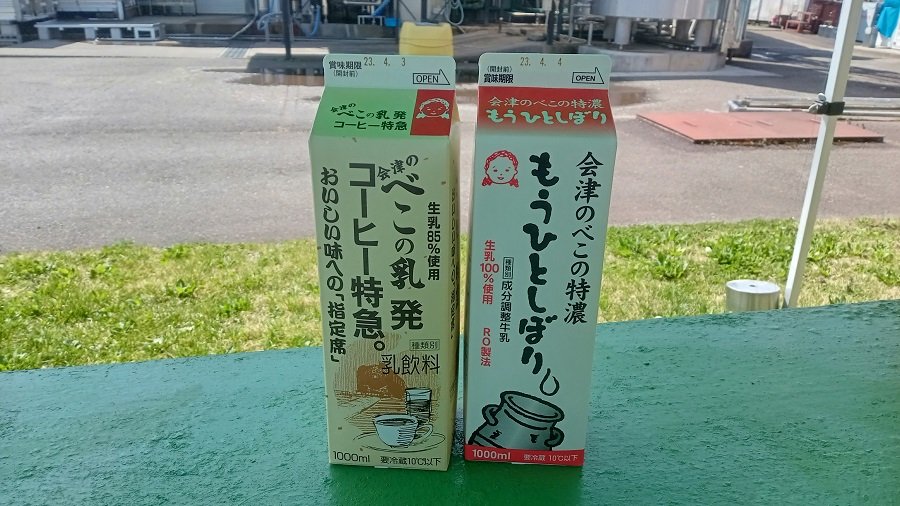 賞味期限
(開封前)
23. 4. 3
OPEN
会津の
べこの乳 発
コーヒー特急
会津の
べこの乳 発
コーヒー特急。
おいしい味への「指定席」
生乳85%使用
種類別
乳飲料
1000ml 要冷蔵10℃以下
(開封前)
賞味期限
23. 4. 4
OPEN
会津のべこの特濃
もうひとしぼり
会津のべこの特濃
もうひとしぼり
種類別 成分調整牛乳
生乳100%使用 RO製法
1000ml 要冷蔵 10℃以下